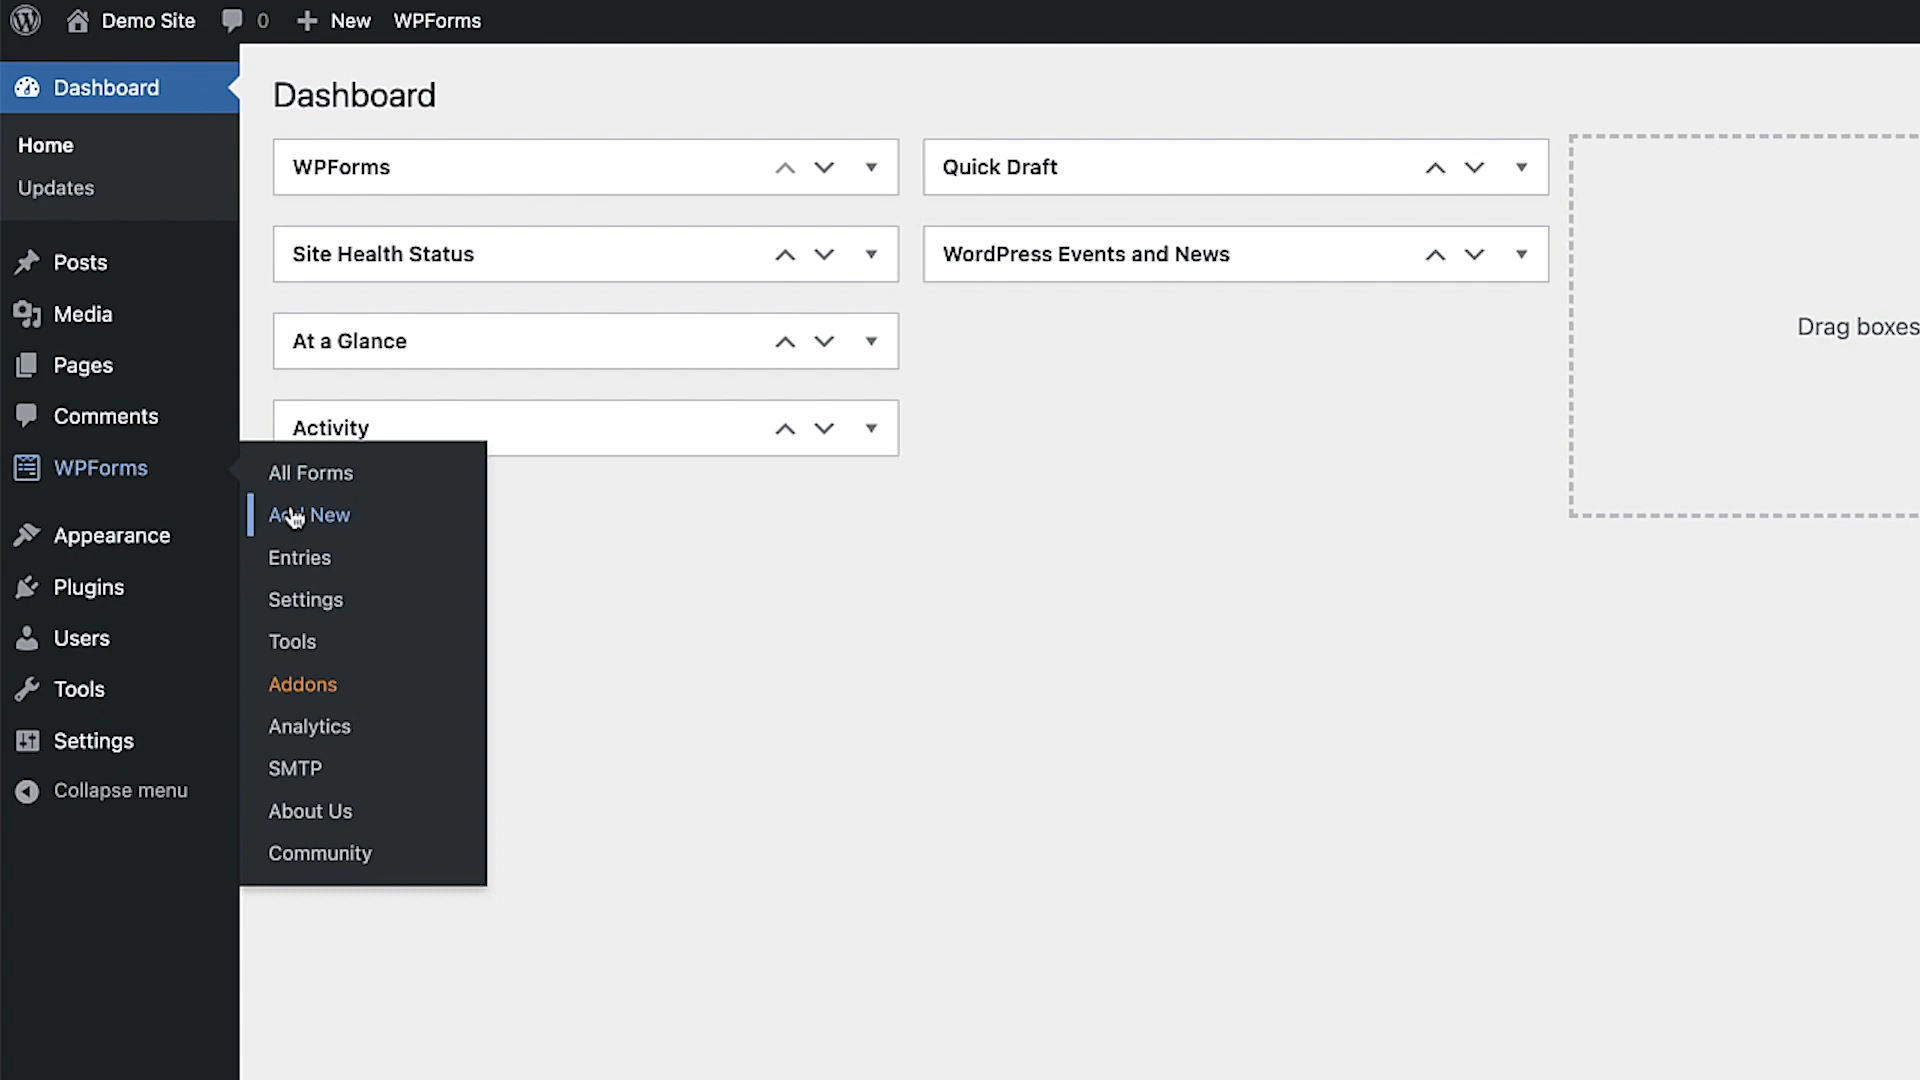 Demo Site
0
New
WPForms
Dashboard
Home
Updates
Posts
Media
Pages
Comments
WPForms
Appearance
Plugins
Users
Tools
Settings
Collapse menu
All Forms
Add New
Entries
Settings
Tools
Addons
Analytics
SMTP
About Us
Community
Dashboard
WPForms
Site Health Status
At a Glance
Activity
Quick Draft
WordPress Events and News
Drag boxes